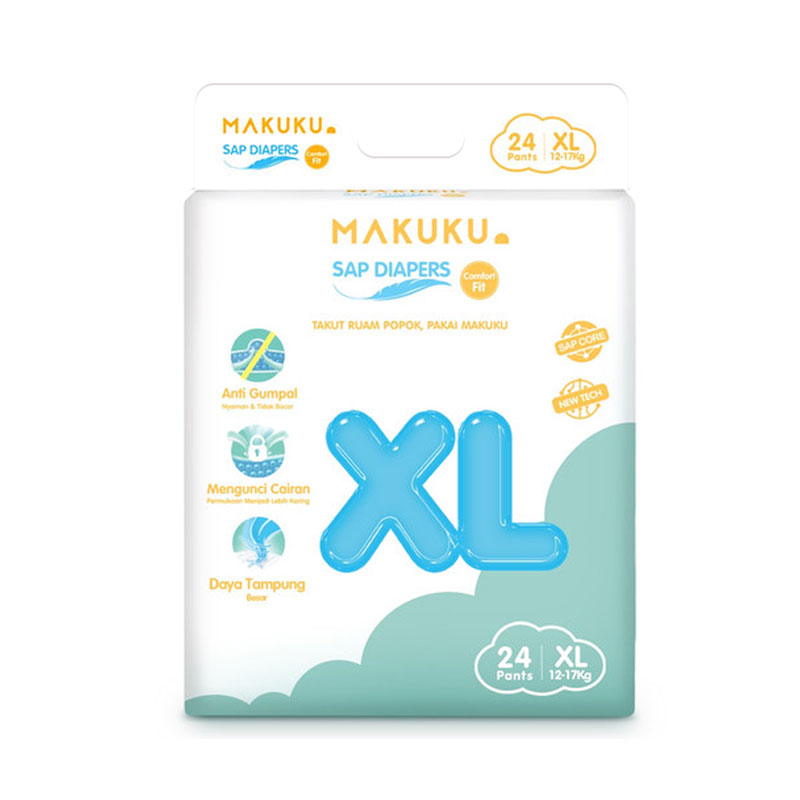 MAKUKU.
SAP DIAPERS
Comfort
Fit
24 XL
Pants 12-17Kg
MAKUKU.
SAP DIAPERS
Comfort
Fit
TAKUT RUAM POPOK, PAKAI MAKUKU
SAP CORE
NEW TECH
Anti Gumpal
Nyaman & Tidak Bocor
Mengunci Cairan
Permukaan Menjadi Lebih Kering
Daya Tampung
Besar
XL
24 XL
Pants 12-17Kg